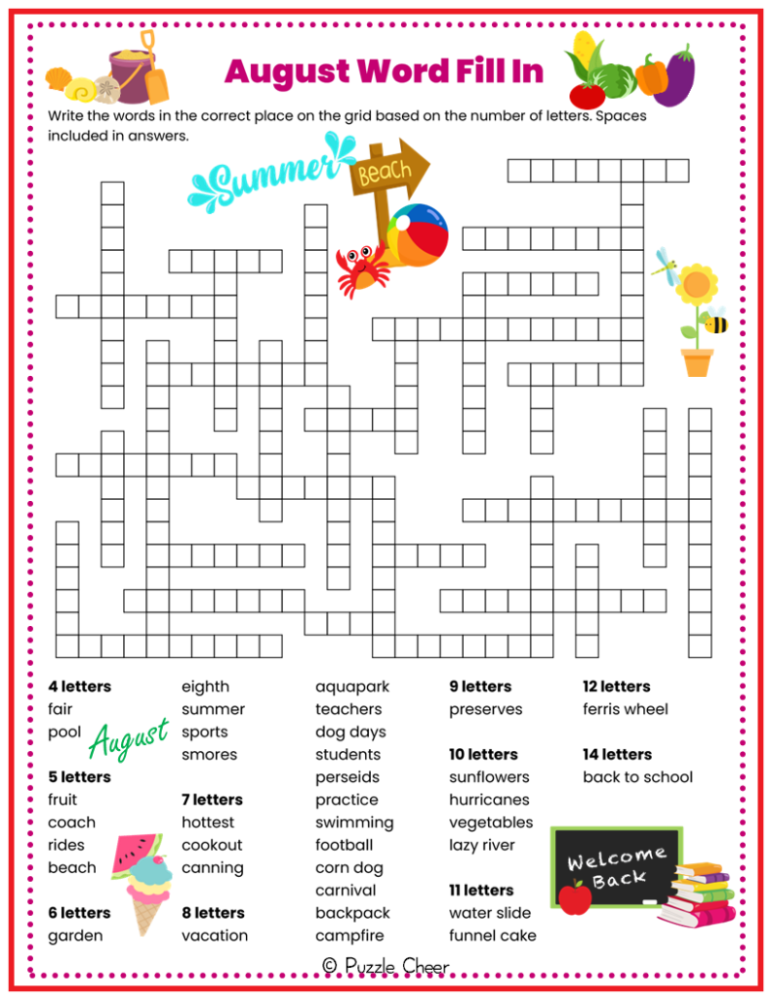 August Word Fill In
Write the words in the correct place on the grid based on the number of letters. Spaces
included in answers.
Summer
BEACH
4 letters
fair
pool
August
5 letters
fruit
coach
rides
beach
6 letters
garden
eighth
summer
sports
smores
7 letters
hottest
cookout
canning
8 letters
vacation
aquapark
teachers
dog days
students
perseids
practice
swimming
football
corn dog
carnival
backpack
campfire
9 letters
preserves
10 letters
sunflowers
hurricanes
vegetables
lazy river
11 letters
water slide
funnel cake
12 letters
ferris wheel
14 letters
back to school
Welcome
Back
© Puzzle Cheer